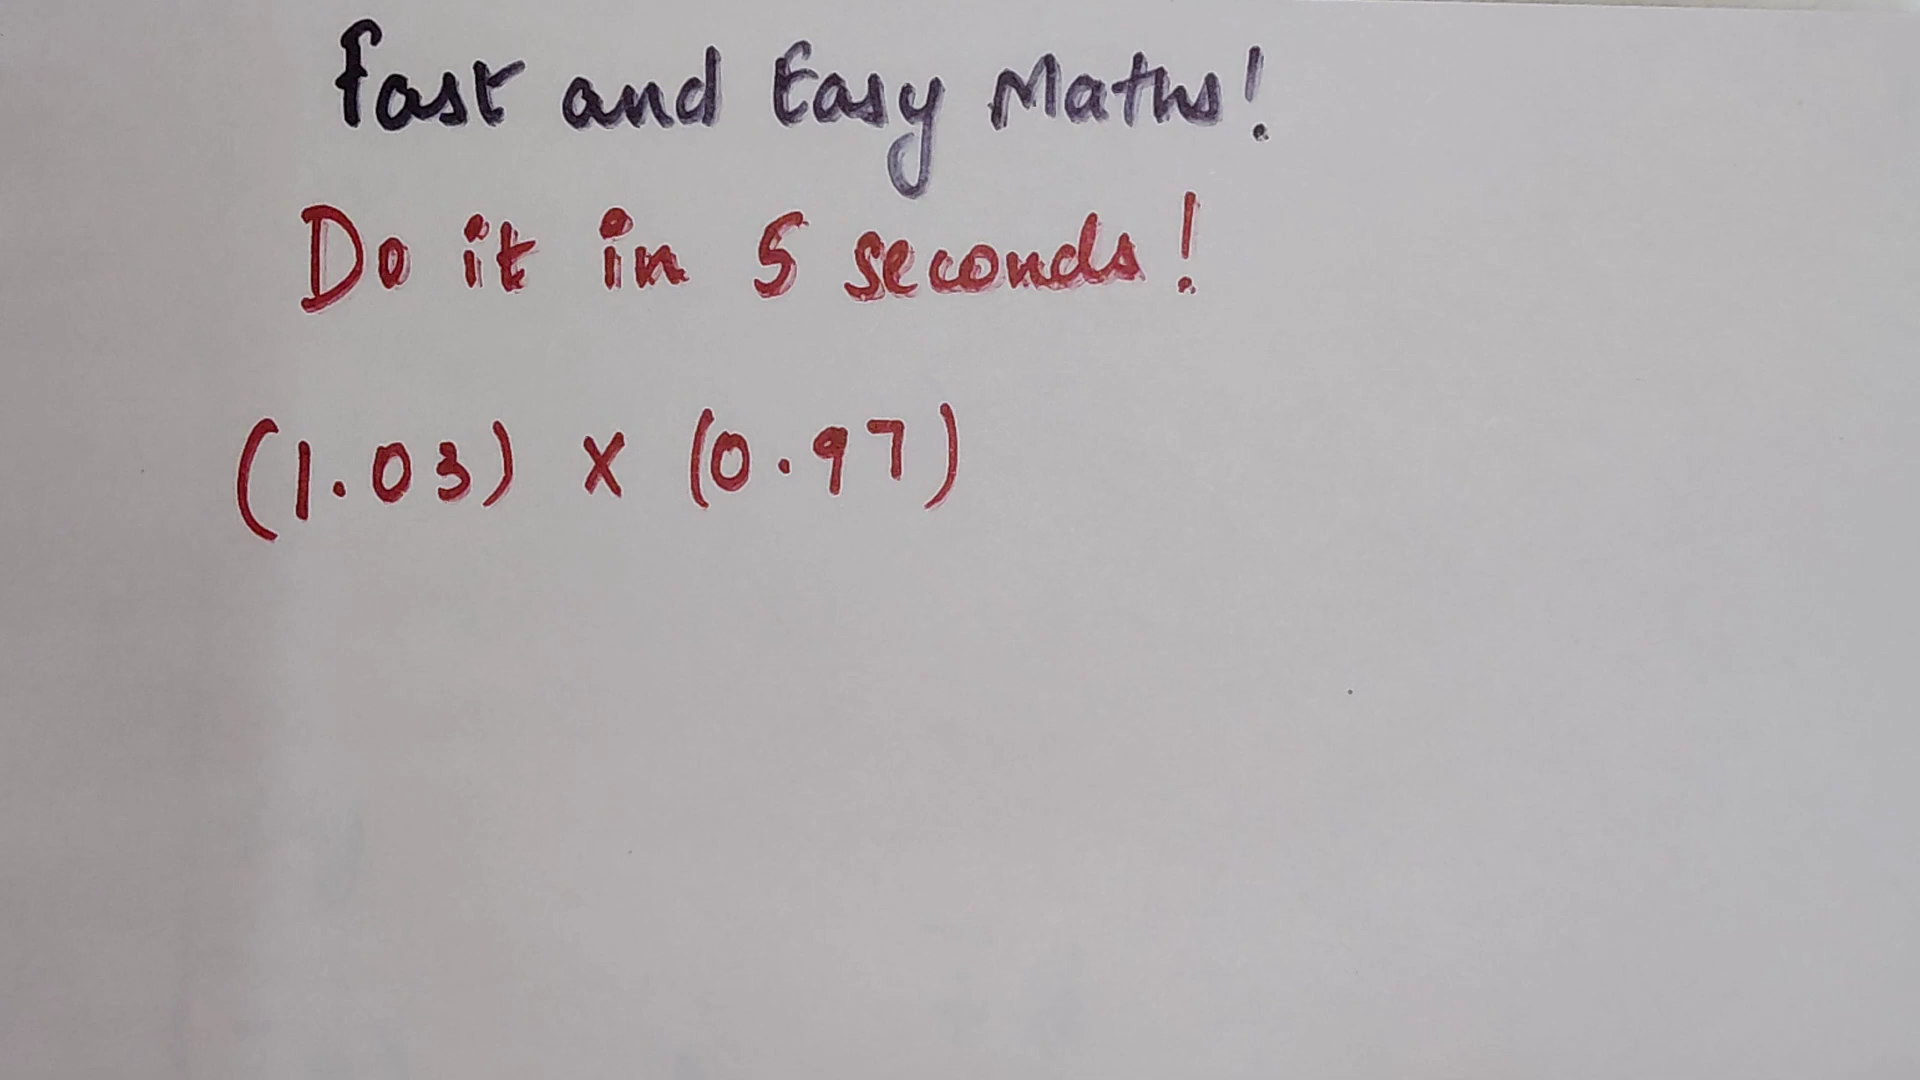 fast and Easy Maths!
Do it in 5 seconds!
(1.03) x (0.97)